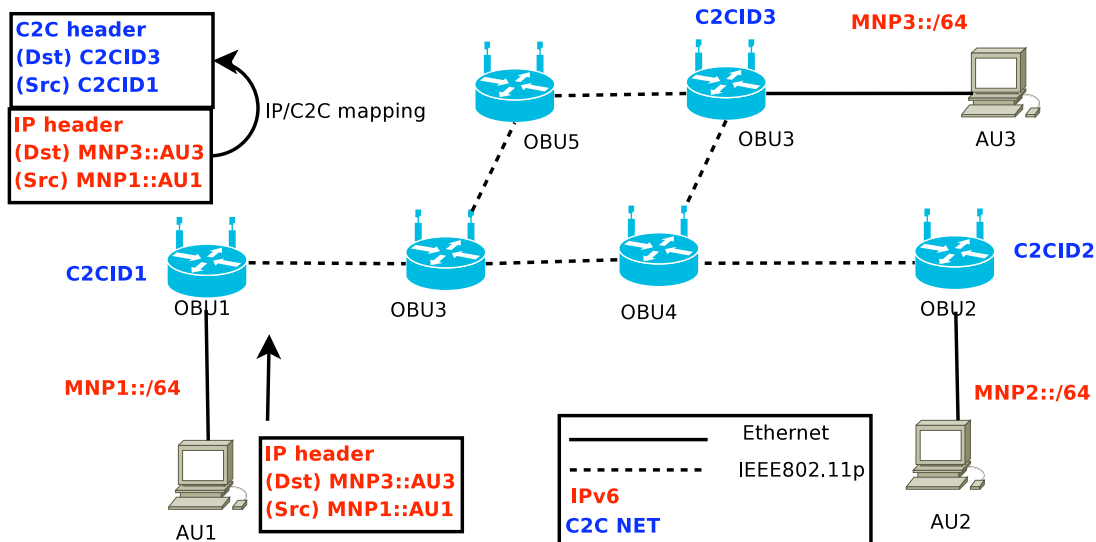 C2C header
(Dst) C2CID3
(Src) C2CID1
IP/C2C mapping
IP header
(Dst) MNP3::AU3
(Src) MNP1::AU1
C2CID3
MNP3::/64
OBU5
OBU3
AU3
C2CID1
OBU1
OBU3
OBU4
C2CID2
OBU2
MNP1::/64
MNP2::/64
AU1
IP header
(Dst) MNP3::AU3
(Src) MNP1::AU1
Ethernet
IEEE802.11p
IPv6
C2C NET
AU2